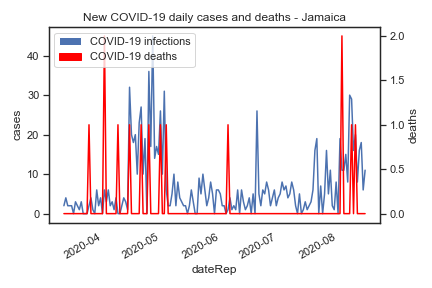 New COVID-19 daily cases and deaths - Jamaica
COVID-19 infections
COVID-19 deaths
cases
40
30
20
10
0
deaths
2.0
1.5
1.0
0.5
0.0
2020-04
2020-05
2020-06
2020-07
2020-08
dateRep